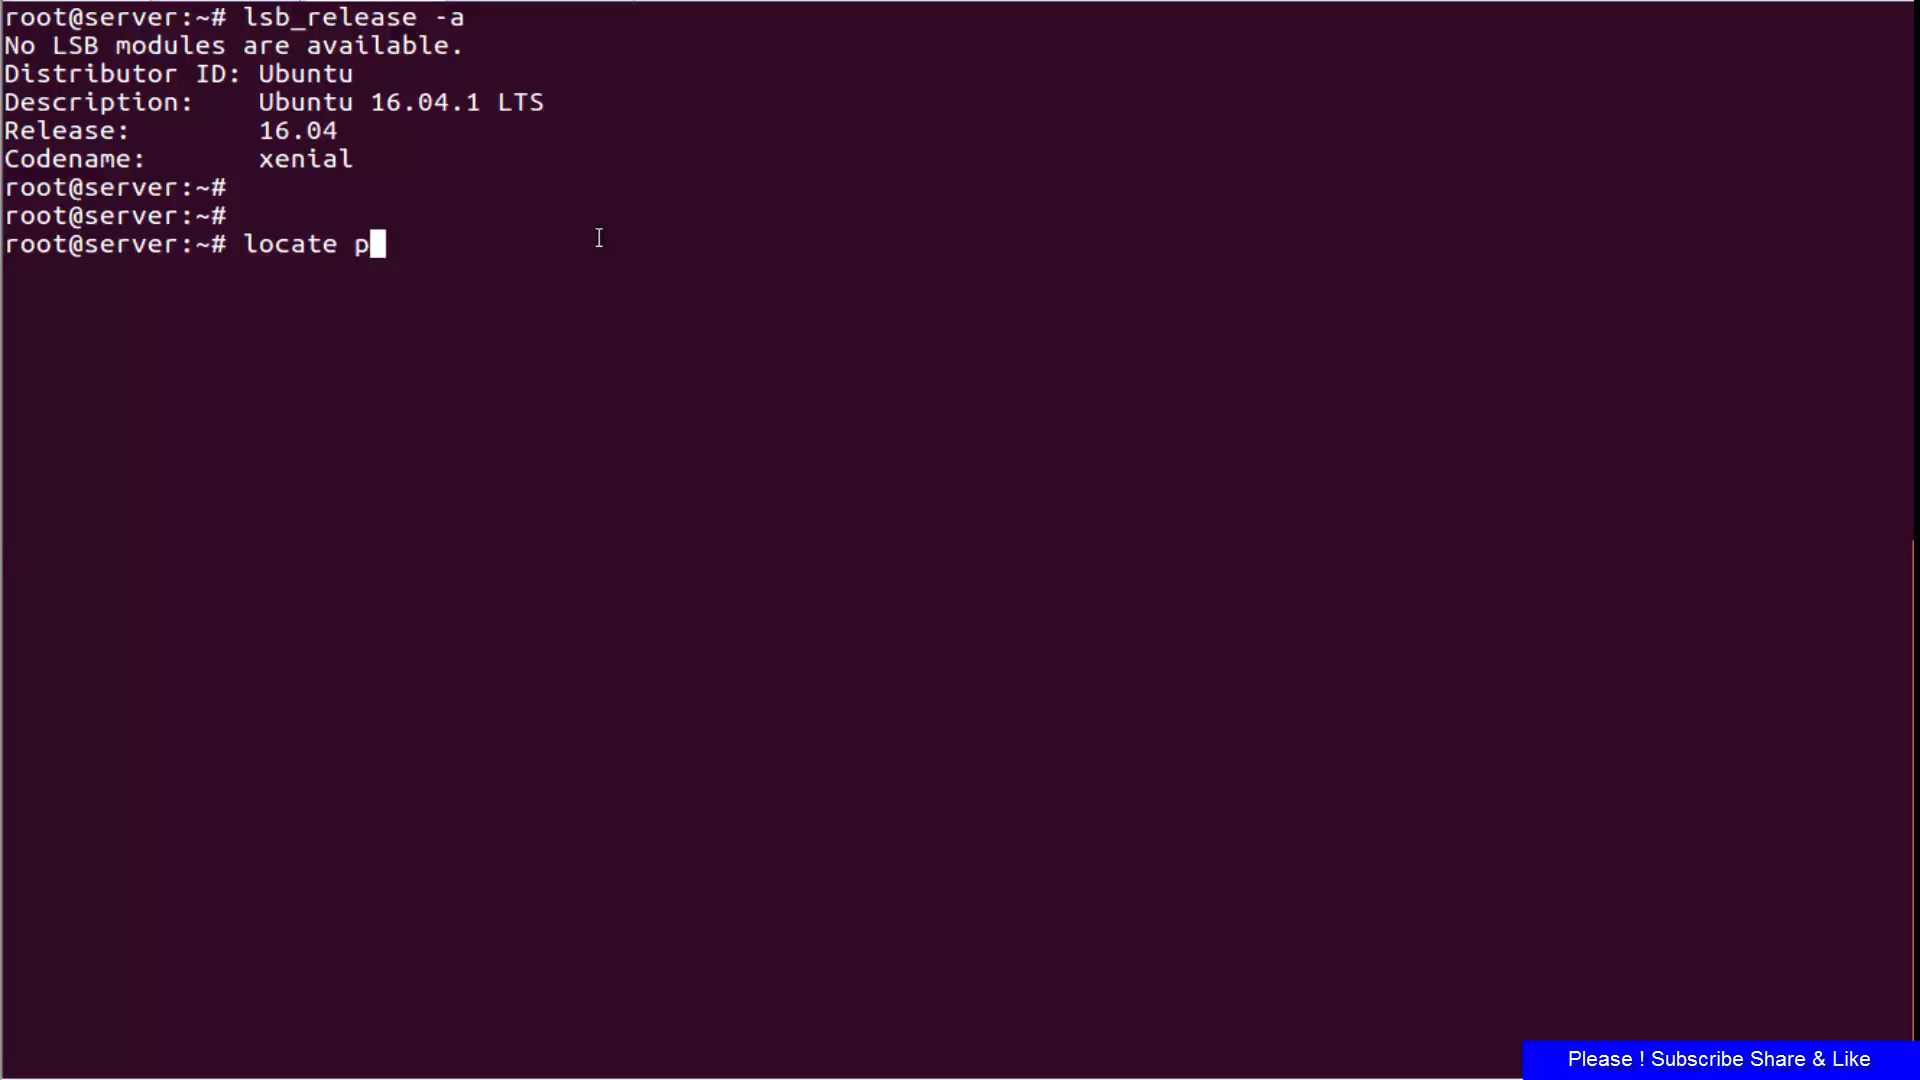 root@server:~# lsb_release -a
No LSB modules are available.
Distributor ID: Ubuntu
Description:    Ubuntu 16.04.1 LTS
Release:        16.04
Codename:       xenial
root@server:~#
root@server:~#
root@server:~# locate p
Please ! Subscribe Share & Like